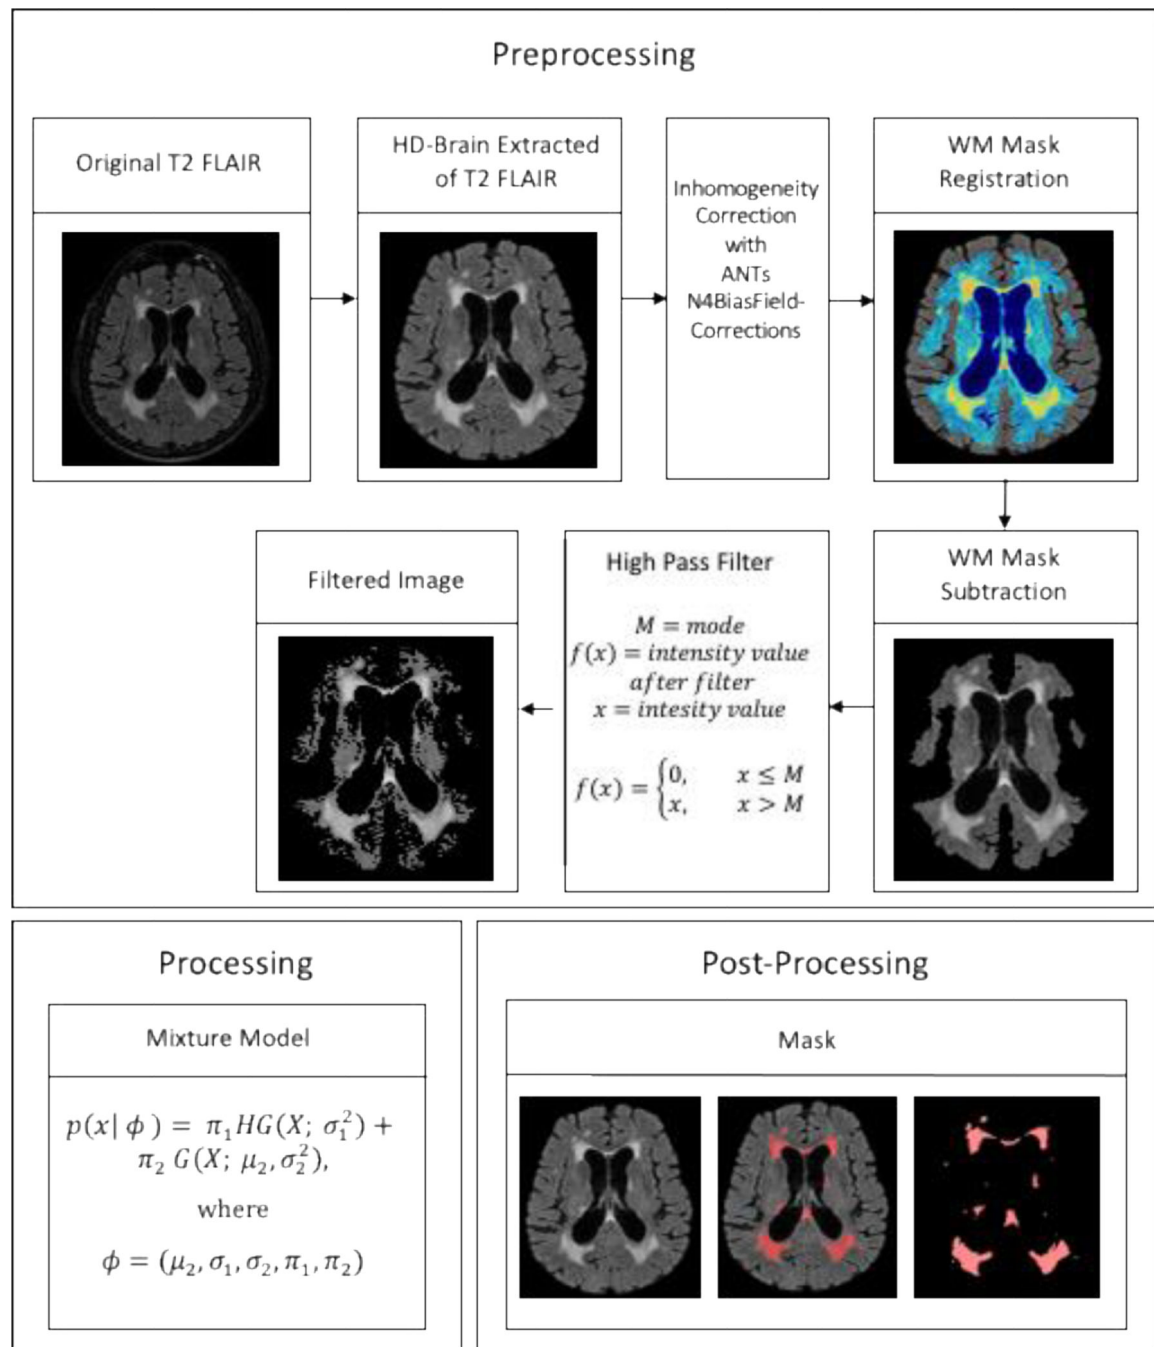 Preprocessing
Original T2 FLAIR
HD-Brain Extracted
of T2 FLAIR
Inhomogeneity
Correction
with
ANTs
N4BiasField-
Corrections
WM Mask
Registration
WM Mask
Subtraction
High Pass Filter
M = mode
f(x) = intensity value
after filter
x = intesity value
f(x) = {0, x ≤ M
x, x > M
Filtered Image
Processing
Mixture Model
p(x| ϕ ) = π₁HG(X; σ₁²) +
π₂ G(X; μ₂, σ₂²),
where
ϕ = (μ₂, σ₁, σ₂, π₁, π₂)
Post-Processing
Mask